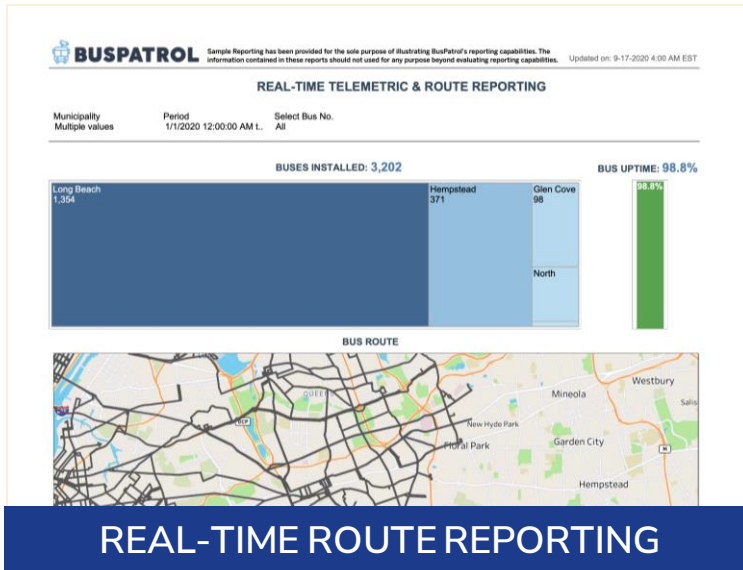 BUSPATROL
Sample Reporting has been provided for the sole purpose of illustrating BusPatrol's reporting capabilities. The
information contained in these reports should not used for any purpose beyond evaluating reporting capabilities.
Updated on: 9-17-2020 4:00 AM EST
REAL-TIME TELEMETRIC & ROUTE REPORTING
Municipality Period Select Bus No.
Multiple values 1/1/2020 12:00:00 AM t.. All
BUSES INSTALLED: 3,202 BUS UPTIME: 98.8%
Long Beach Hempstead Glen Cove 98.8%
1,354 371 98
North
BUS ROUTE
Westbury
QUEENS Mineola
Salis
BCP New Hyde Park
Floral Park Garden City
Hempstead
REAL-TIME ROUTE REPORTING